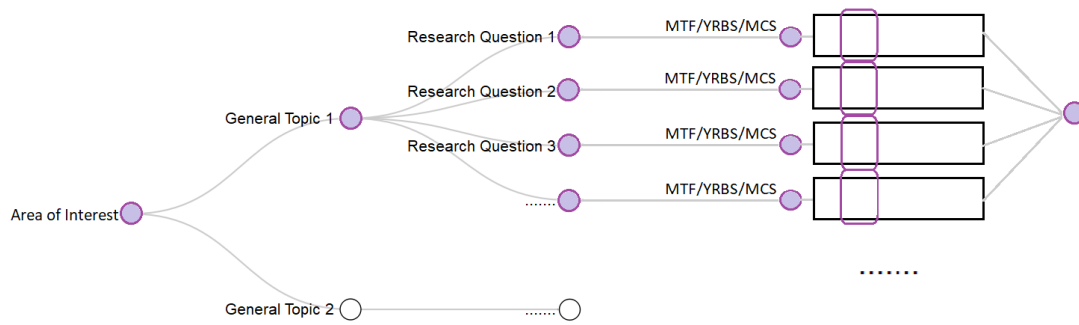 Research Question 1
MTF/YRBS/MCS
Research Question 2
MTF/YRBS/MCS
General Topic 1
Research Question 3
MTF/YRBS/MCS
.......
MTF/YRBS/MCS
Area of Interest
.......
General Topic 2
.......